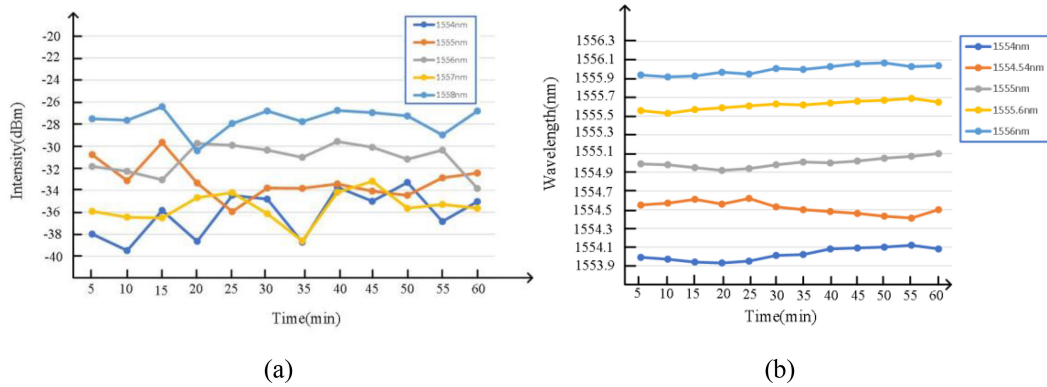 -20
-22
-24
-26
-28
-30
-32
-34
-36
-38
-40
Intensity(dBm)
5 10 15 20 25 30 35 40 45 50 55 60
Time(min)
1554nm
1555nm
1556nm
1557nm
1558nm
(a)
1556.3
1556.1
1555.9
1555.7
1555.5
1555.3
1555.1
1554.9
1554.7
1554.5
1554.3
1554.1
1553.9
Wavelength(nm)
5 10 15 20 25 30 35 40 45 50 55 60
Time(min)
1554nm
1554.54nm
1555nm
1555.6nm
1556nm
(b)